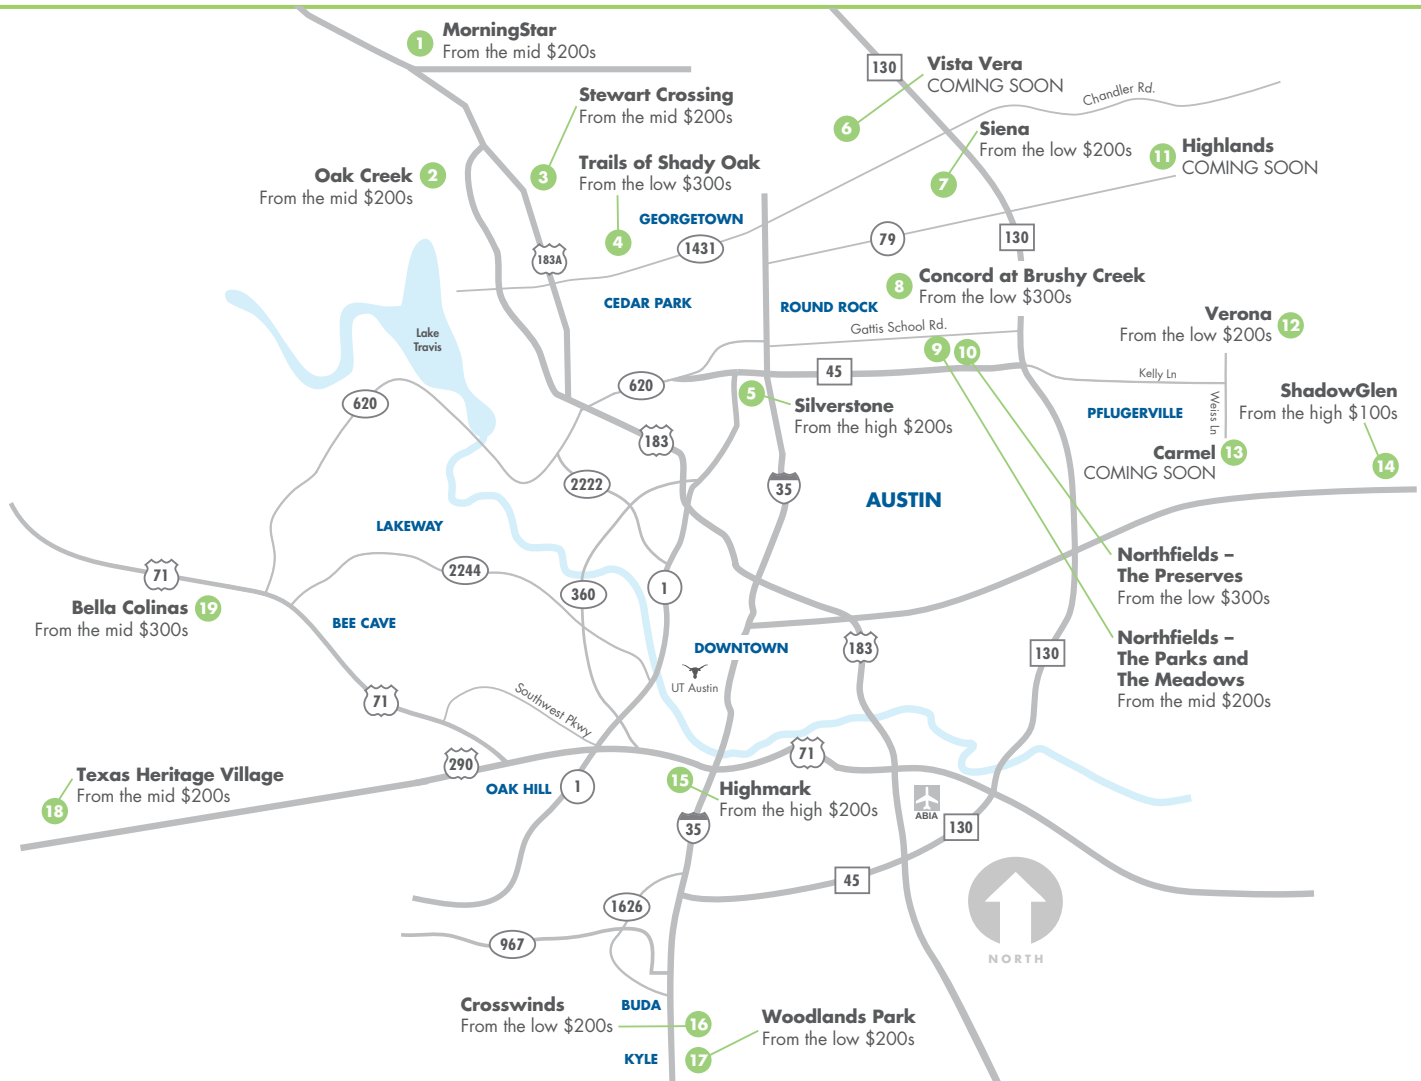 1
MorningStar
From the mid $200s
130
Vista Vera
COMING SOON
Chandler Rd.
Stewart Crossing
From the mid $200s
6
Siena
From the low $200s
11
Highlands
COMING SOON
Oak Creek
From the mid $200s
2
3
Trails of Shady Oak
From the low $300s
7
GEORGETOWN
4
1431
79
130
183A
8
Concord at Brushy Creek
From the low $300s
CEDAR PARK
ROUND ROCK
Gattis School Rd.
Verona
From the low $200s
12
Lake
Travis
9
10
620
45
Kelly Ln
620
5
Silverstone
From the high $200s
PFLUGERVILLE
Weiss Ln
ShadowGlen
From the high $100s
183
Carmel
COMING SOON
13
14
2222
35
AUSTIN
LAKEWAY
71
2244
360
1
Northfields –
The Preserves
From the low $300s
Bella Colinas
From the mid $300s
19
BEE CAVE
DOWNTOWN
183
130
Northfields –
The Parks and
The Meadows
From the mid $200s
UT Austin
71
Southwest Pkwy
290
71
Texas Heritage Village
From the mid $200s
18
OAK HILL
1
15
Highmark
From the high $200s
ABIA
35
130
45
1626
967
NORTH
Crosswinds
From the low $200s
BUDA
16
Woodlands Park
From the low $200s
KYLE
17